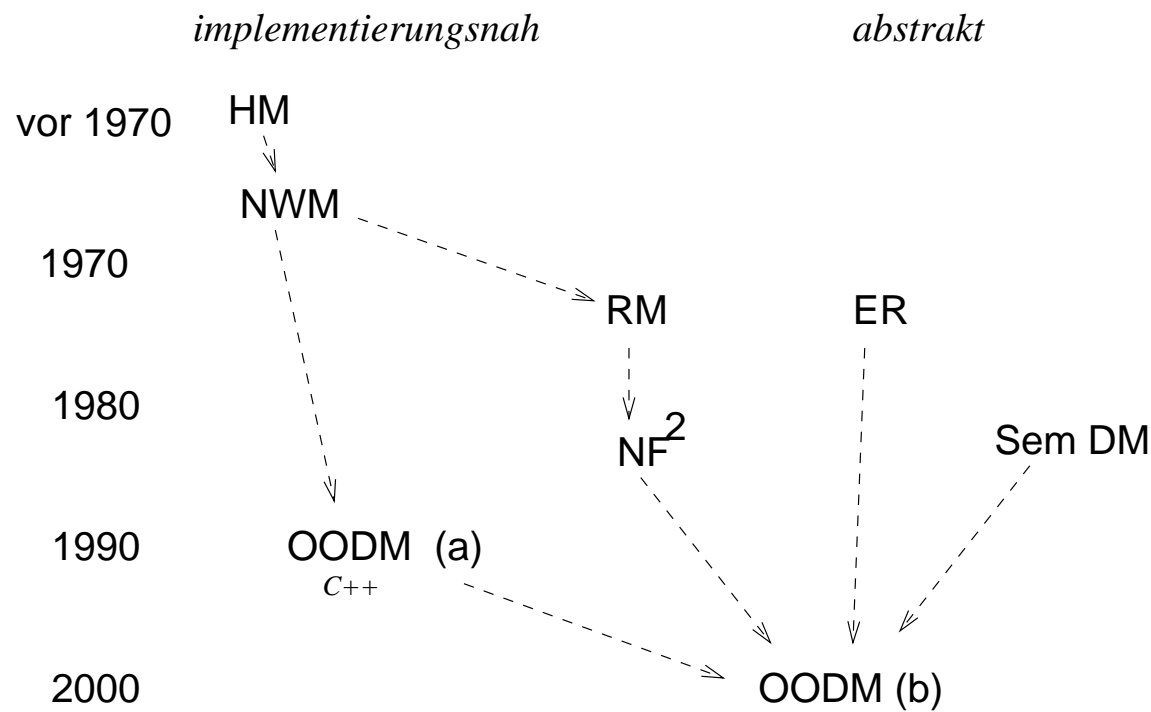 implementierungsnah abstrakt
vor 1970 HM
NWM
1970
RM ER
1980
NF² Sem DM
1990 OODM (a)
C++
2000 OODM (b)